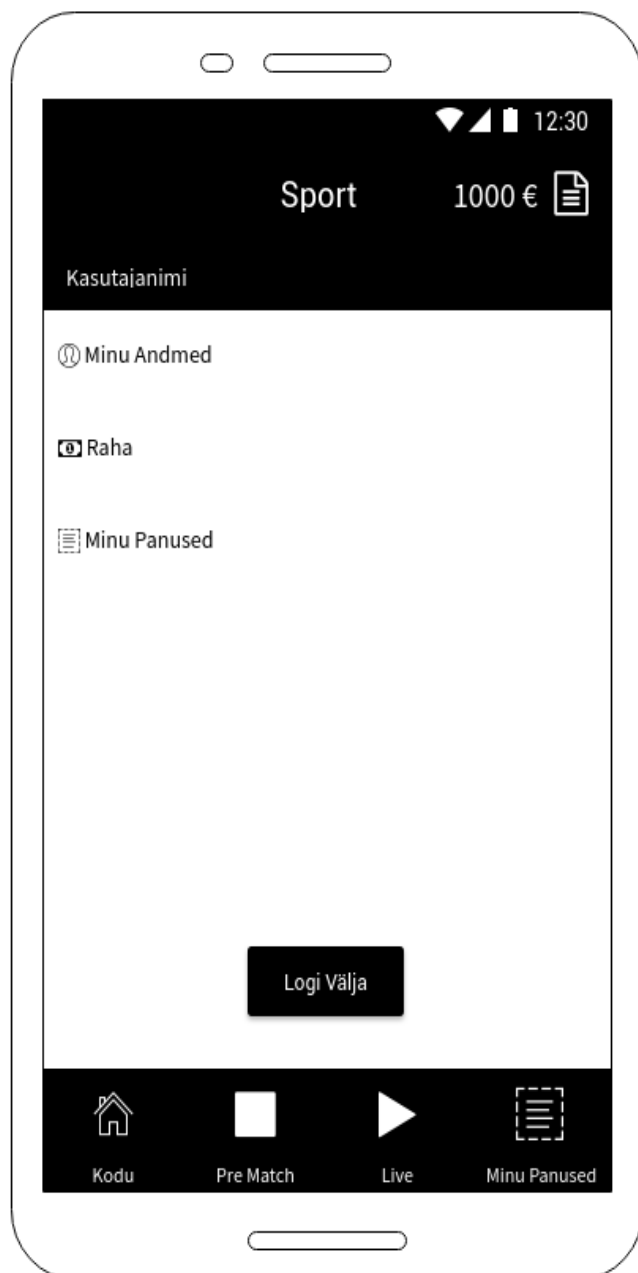 12:30
Sport 1000 €
Kasutajanimi
Minu Andmed
Raha
Minu Panused
Logi Välja
Kodu Pre Match Live Minu Panused